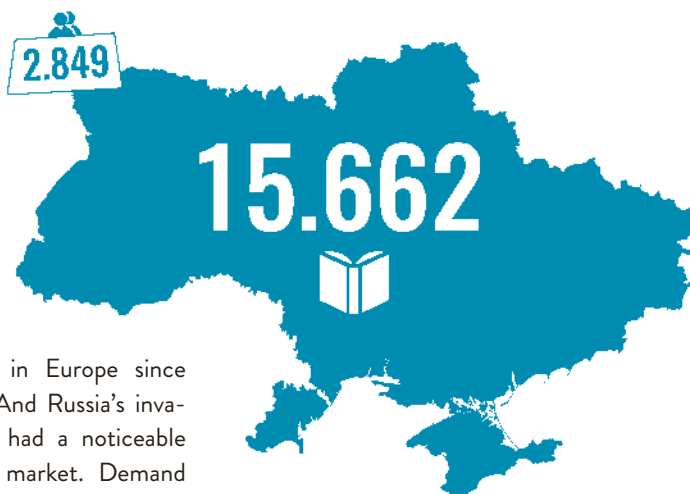 2.849
15.662
in Europe since
And Russia's inva-
had a noticeable
market. Demand